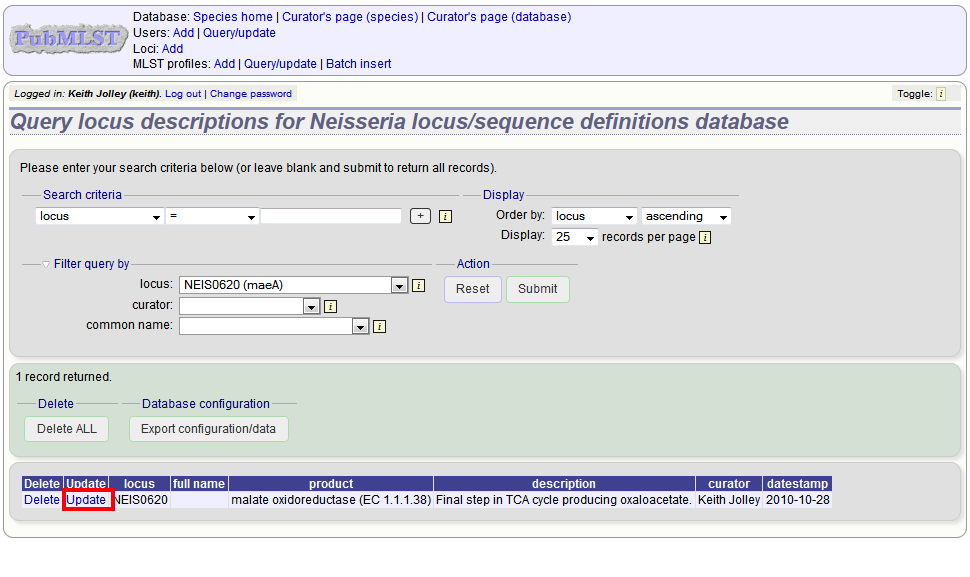 PubMLST
Database: Species home | Curator's page (species) | Curator's page (database)
Users: Add | Query/update
Loci: Add
MLST profiles: Add | Query/update | Batch insert
Logged in: Keith Jolley (keith). Log out | Change password
Toggle: i
Query locus descriptions for Neisseria locus/sequence definitions database
Please enter your search criteria below (or leave blank and submit to return all records).
Search criteria
locus = + i
Display
Order by: locus ascending
Display: 25 records per page i
Filter query by
locus: NEIS0620 (maeA) i
curator: i
common name: i
Action
Reset Submit
1 record returned.
Delete Database configuration
Delete ALL Export configuration/data
Delete Update locus full name product description curator datestamp
Delete Update NEIS0620 malate oxidoreductase (EC 1.1.1.38) Final step in TCA cycle producing oxaloacetate. Keith Jolley 2010-10-28